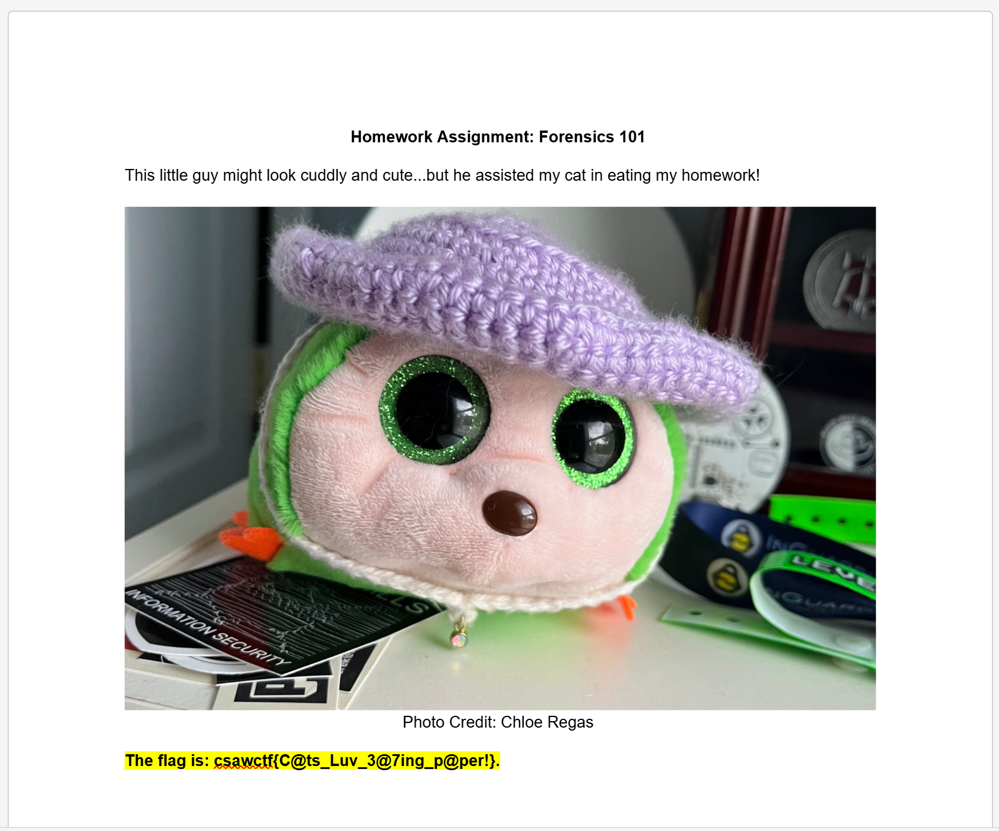 Homework Assignment: Forensics 101
This little guy might look cuddly and cute...but he assisted my cat in eating my homework!
INFORMATION SECURITY
LEVE
Photo Credit: Chloe Regas
The flag is: csawctf{C@ts_Luv_3@7ing_p@per!}.